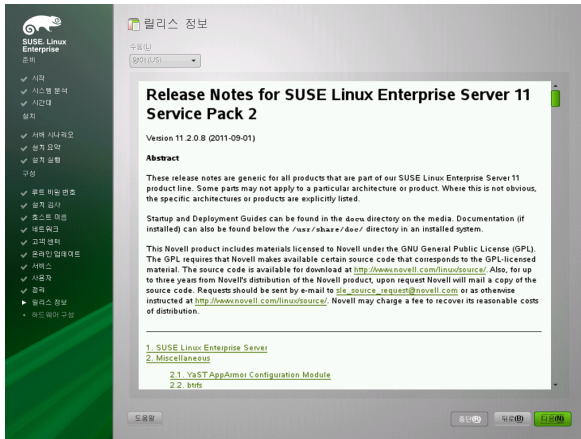 SUSE. Linux
Enterprise
준비
시작
시스템 분석
시간대
설치
서버 시나리오
설치 요약
설치 실행
구성
루트 비밀 번호
설치 검사
호스트 이름
네트워크
고객 센터
온라인 업데이트
서비스
사용자
정리
릴리스 정보
하드웨어 구성
릴리스 정보
영어 (US)
Release Notes for SUSE Linux Enterprise Server 11
Service Pack 2
Version 11.2.0.8 (2011-09-01)
Abstract
These release notes are generic for all products that are part of our SUSE Linux Enterprise Server 11
product line. Some parts may not apply to a particular architecture or product. Where this is not obvious,
the specific architectures or products are explicitly listed.
Startup and Deployment Guides can be found in the docu directory on the media. Documentation (if
installed) can also be found below the /usr/share/doc/ directory in an installed system.
This Novell product includes materials licensed to Novell under the GNU General Public License (GPL).
The GPL requires that Novell makes available certain source code that corresponds to the GPL-licensed
material. The source code is available for download at http://www.novell.com/linux/source/. Also, for up
to three years from Novell's distribution of the Novell product, upon request Novell will mail a copy of the
source code. Requests should be sent by e-mail to sle_source_request@novell.com or as otherwise
instructed at http://www.novell.com/linux/source/. Novell may charge a fee to recover its reasonable costs
of distribution.
1. SUSE Linux Enterprise Server
2. Miscellaneous
2.1. YaST AppArmor Configuration Module
2.2. btrfs
도움말
중단(R)
뒤로(B)
다음(N)